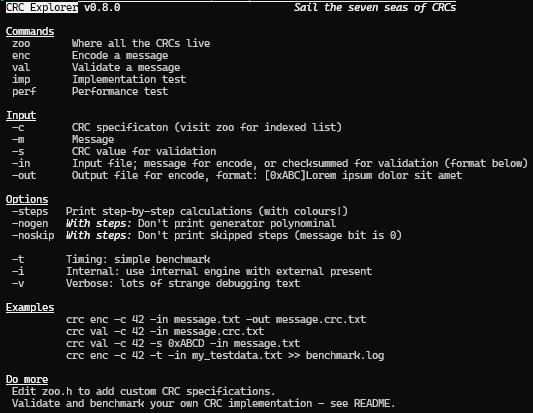 CRC Explorer v0.8.0 Sail the seven seas of CRCs
Commands
zoo Where all the CRCs live
enc Encode a message
val Validate a message
imp Implementation test
perf Performance test
Input
-c CRC specificaton (visit zoo for indexed list)
-m Message
-s CRC value for validation
-in Input file; message for encode, or checksummed for validation (format below)
-out Output file for encode, format: [0xABC]Lorem ipsum dolor sit amet
Options
-steps Print step-by-step calculations (with colours!)
-nogen With steps: Don't print generator polynominal
-noskip With steps: Don't print skipped steps (message bit is 0)
-t Timing: simple benchmark
-i Internal: use internal engine with external present
-v Verbose: lots of strange debugging text
Examples
crc enc -c 42 -in message.txt -out message.crc.txt
crc val -c 42 -in message.crc.txt
crc val -c 42 -s 0xABCD -in message.txt
crc enc -c 42 -t -in my_testdata.txt >> benchmark.log
Do more
Edit zoo.h to add custom CRC specifications.
Validate and benchmark your own CRC implementation - see README.